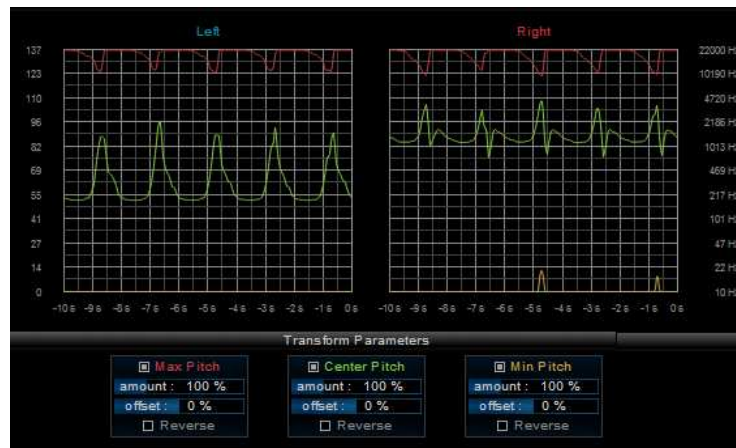 Left Right
137 22000 Hz
123 10190 Hz
110 4720 Hz
96 2186 Hz
82 1013 Hz
69 469 Hz
55 217 Hz
41 101 Hz
27 47 Hz
14 22 Hz
0 10 Hz
-10s -9s -8s -7s -6s -5s -4s -3s -2s -1s 0s -10s -9s -8s -7s -6s -5s -4s -3s -2s -1s 0s
Transform Parameters
Max Pitch Center Pitch Min Pitch
amount : 100 % amount : 100 % amount : 100 %
offset : 0 % offset : 0 % offset : 0 %
Reverse Reverse Reverse